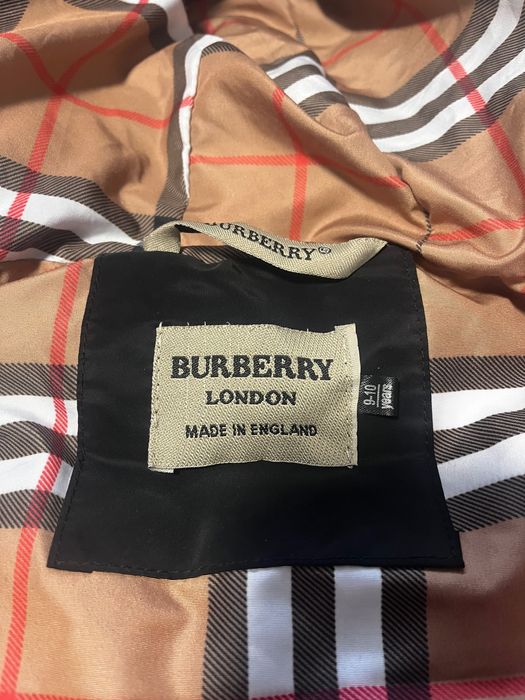 BURBERRY®
BURBERRY
LONDON
MADE IN ENGLAND
9-10
years